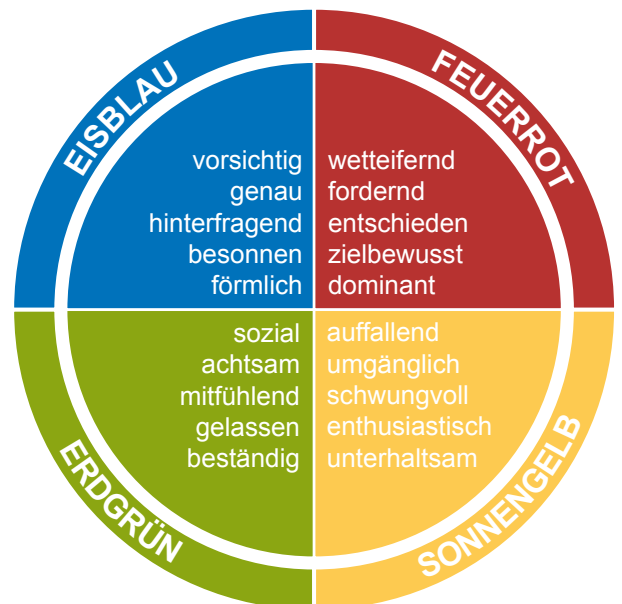 EISBLAU
vorsichtig
genau
hinterfragend
besonnen
förmlich
FEUERROT
wetteifernd
fordernd
entschieden
zielbewusst
dominant
ERDGRÜN
sozial
achtsam
mitfühlend
gelassen
beständig
SONNENGELB
auffallend
umgänglich
schwungvoll
enthusiastisch
unterhaltsam